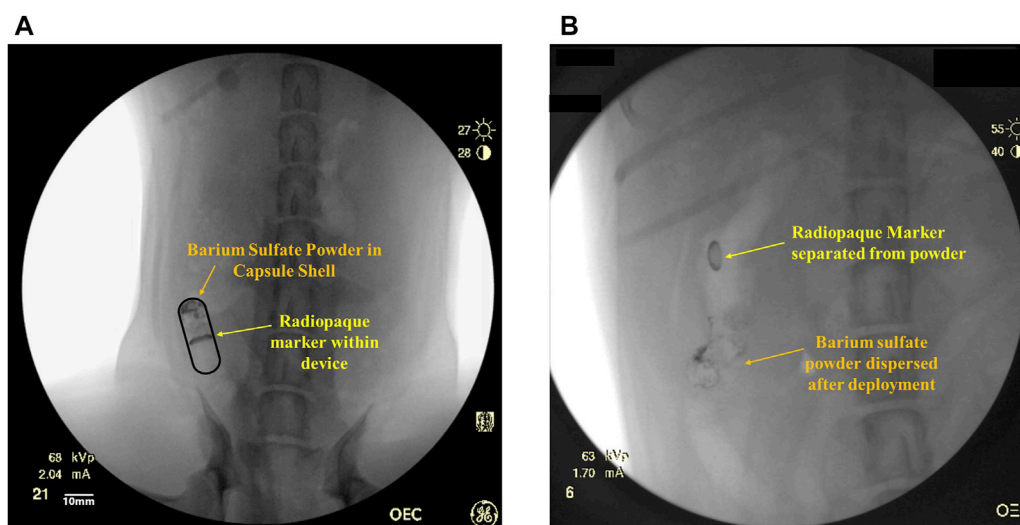 A
27
28
Barium Sulfate Powder in
Capsule Shell
Radiopaque
marker within
device
68 kVp
2.04 mA
21
10mm
OEC
GE
B
55
40
Radiopaque Marker
separated from powder
Barium sulfate
powder dispersed
after deployment
63 kVp
1.70 mA
6
OE